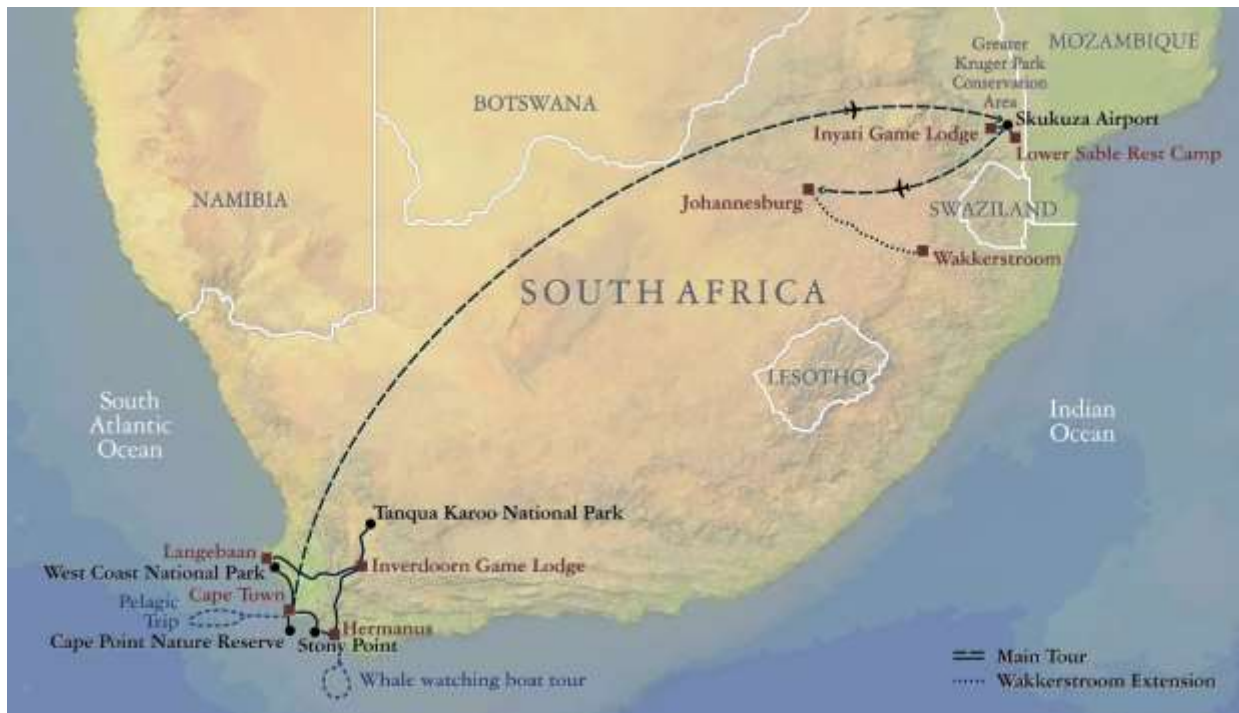 Greater
Kruger Park
Conservation
Area
MOZAMBIQUE
BOTSWANA
Skukuza Airport
Inyati Game Lodge
Lower Sable Rest Camp
NAMIBIA
Johannesburg
SWAZILAND
Wakkerstroom
SOUTH AFRICA
LESOTHO
South
Atlantic
Ocean
Indian
Ocean
Tanqua Karoo National Park
Langebaan
West Coast National Park
Inverdoorn Game Lodge
Cape Town
Pelagic
Trip
Cape Point Nature Reserve
Stony Point
Hermanus
Whale watching boat tour
Main Tour
Wakkerstroom Extension